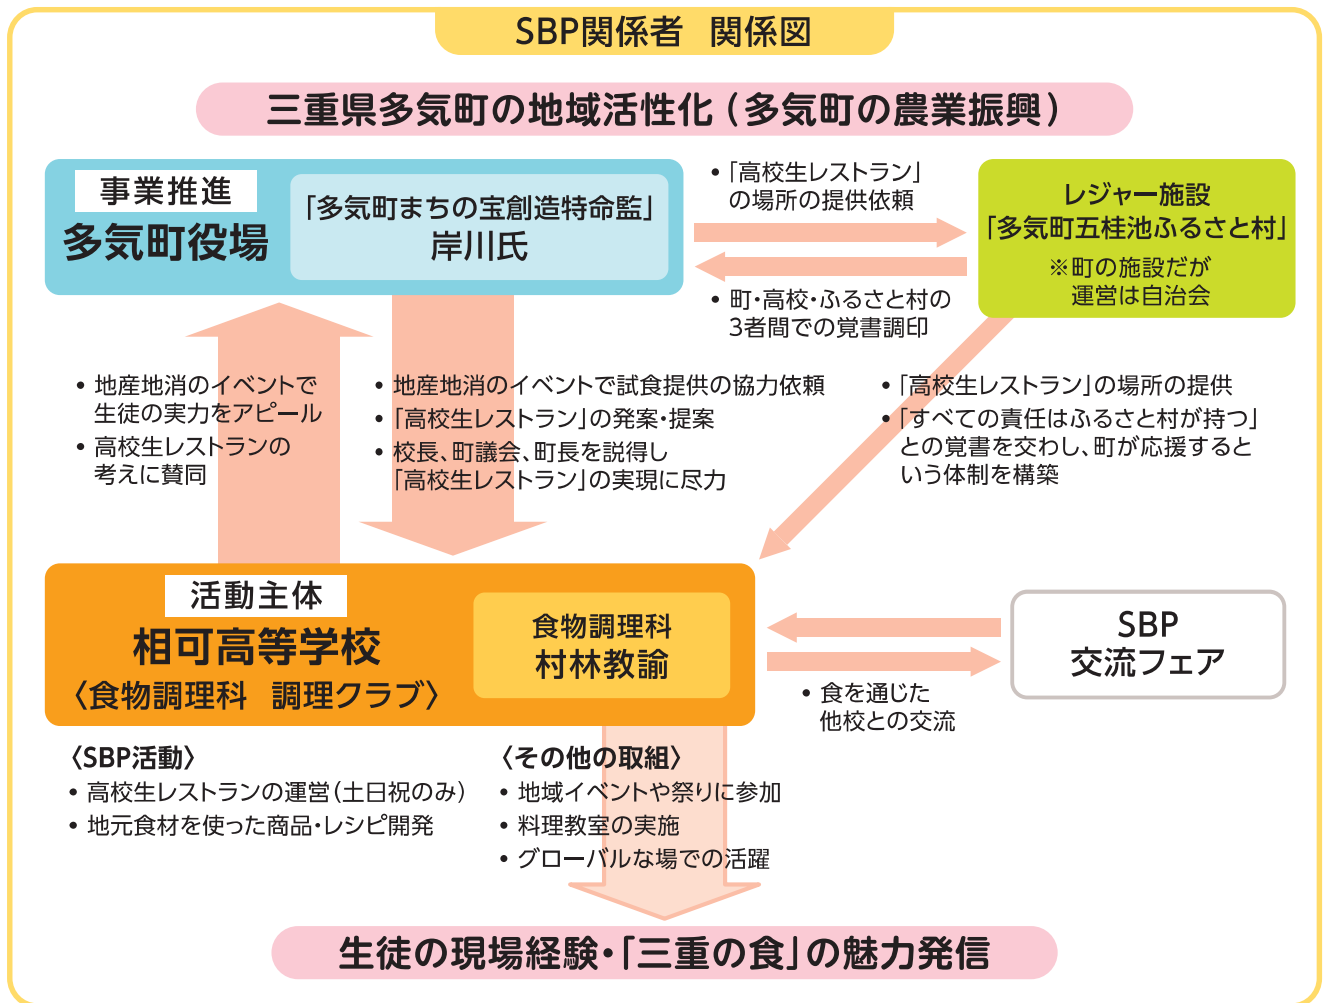 SBP関係者　関係図
三重県多気町の地域活性化（多気町の農業振興）
事業推進
多気町役場
「多気町まちの宝創造特命監」
岸川氏
•「高校生レストラン」
の場所の提供依頼
• 町・高校・ふるさと村の
3者間での覚書調印
レジャー施設
「多気町五桂池ふるさと村」
※町の施設だが
運営は自治会
• 地産地消のイベントで
生徒の実力をアピール
• 高校生レストランの
考えに賛同
• 地産地消のイベントで試食提供の協力依頼
•「高校生レストラン」の発案・提案
• 校長、町議会、町長を説得し
「高校生レストラン」の実現に尽力
•「高校生レストラン」の場所の提供
•「すべての責任はふるさと村が持つ」
との覚書を交わし、町が応援すると
いう体制を構築
活動主体
相可高等学校
〈食物調理科　調理クラブ〉
食物調理科
村林教諭
SBP
交流フェア
• 食を通じた
他校との交流
〈SBP活動〉
• 高校生レストランの運営（土日祝のみ）
• 地元食材を使った商品・レシピ開発
〈その他の取組〉
• 地域イベントや祭りに参加
• 料理教室の実施
• グローバルな場での活躍
生徒の現場経験・「三重の食」の魅力発信